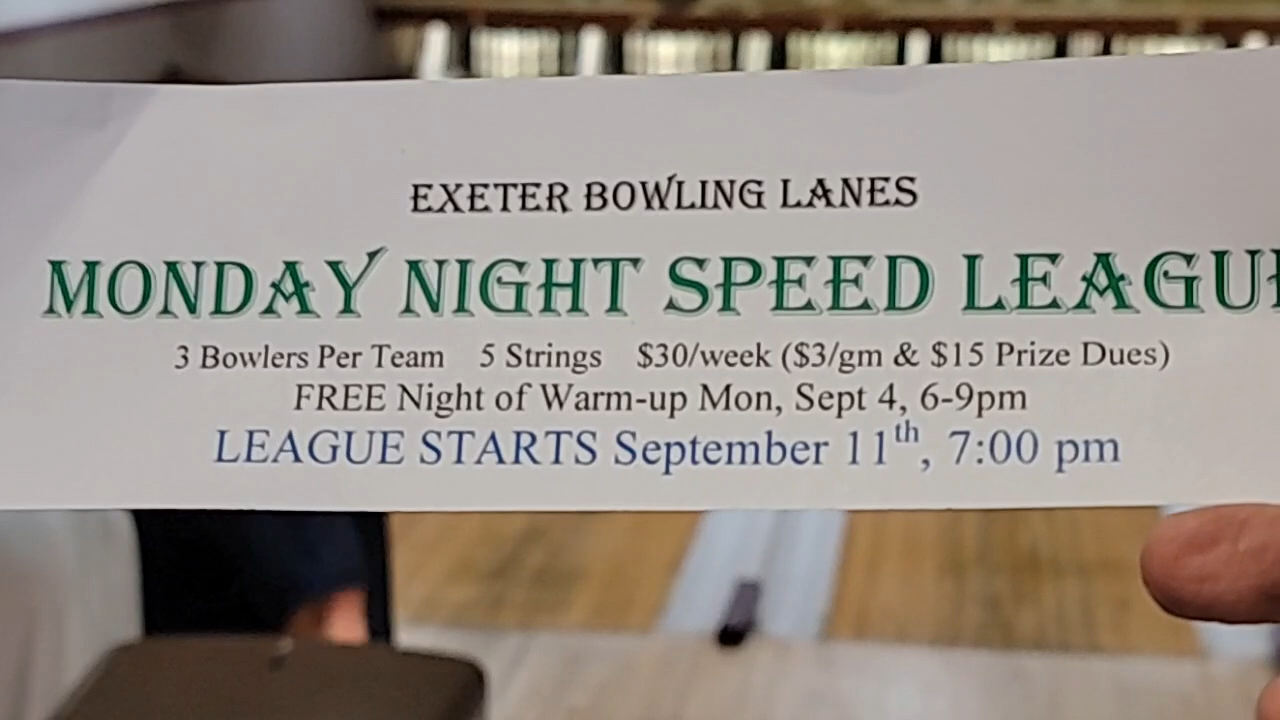 EXETER BOWLING LANES
MONDAY NIGHT SPEED LEAGUE
3 Bowlers Per Team 5 Strings $30/week ($3/gm & $15 Prize Dues)
FREE Night of Warm-up Mon, Sept 4, 6-9pm
LEAGUE STARTS September 11th, 7:00 pm